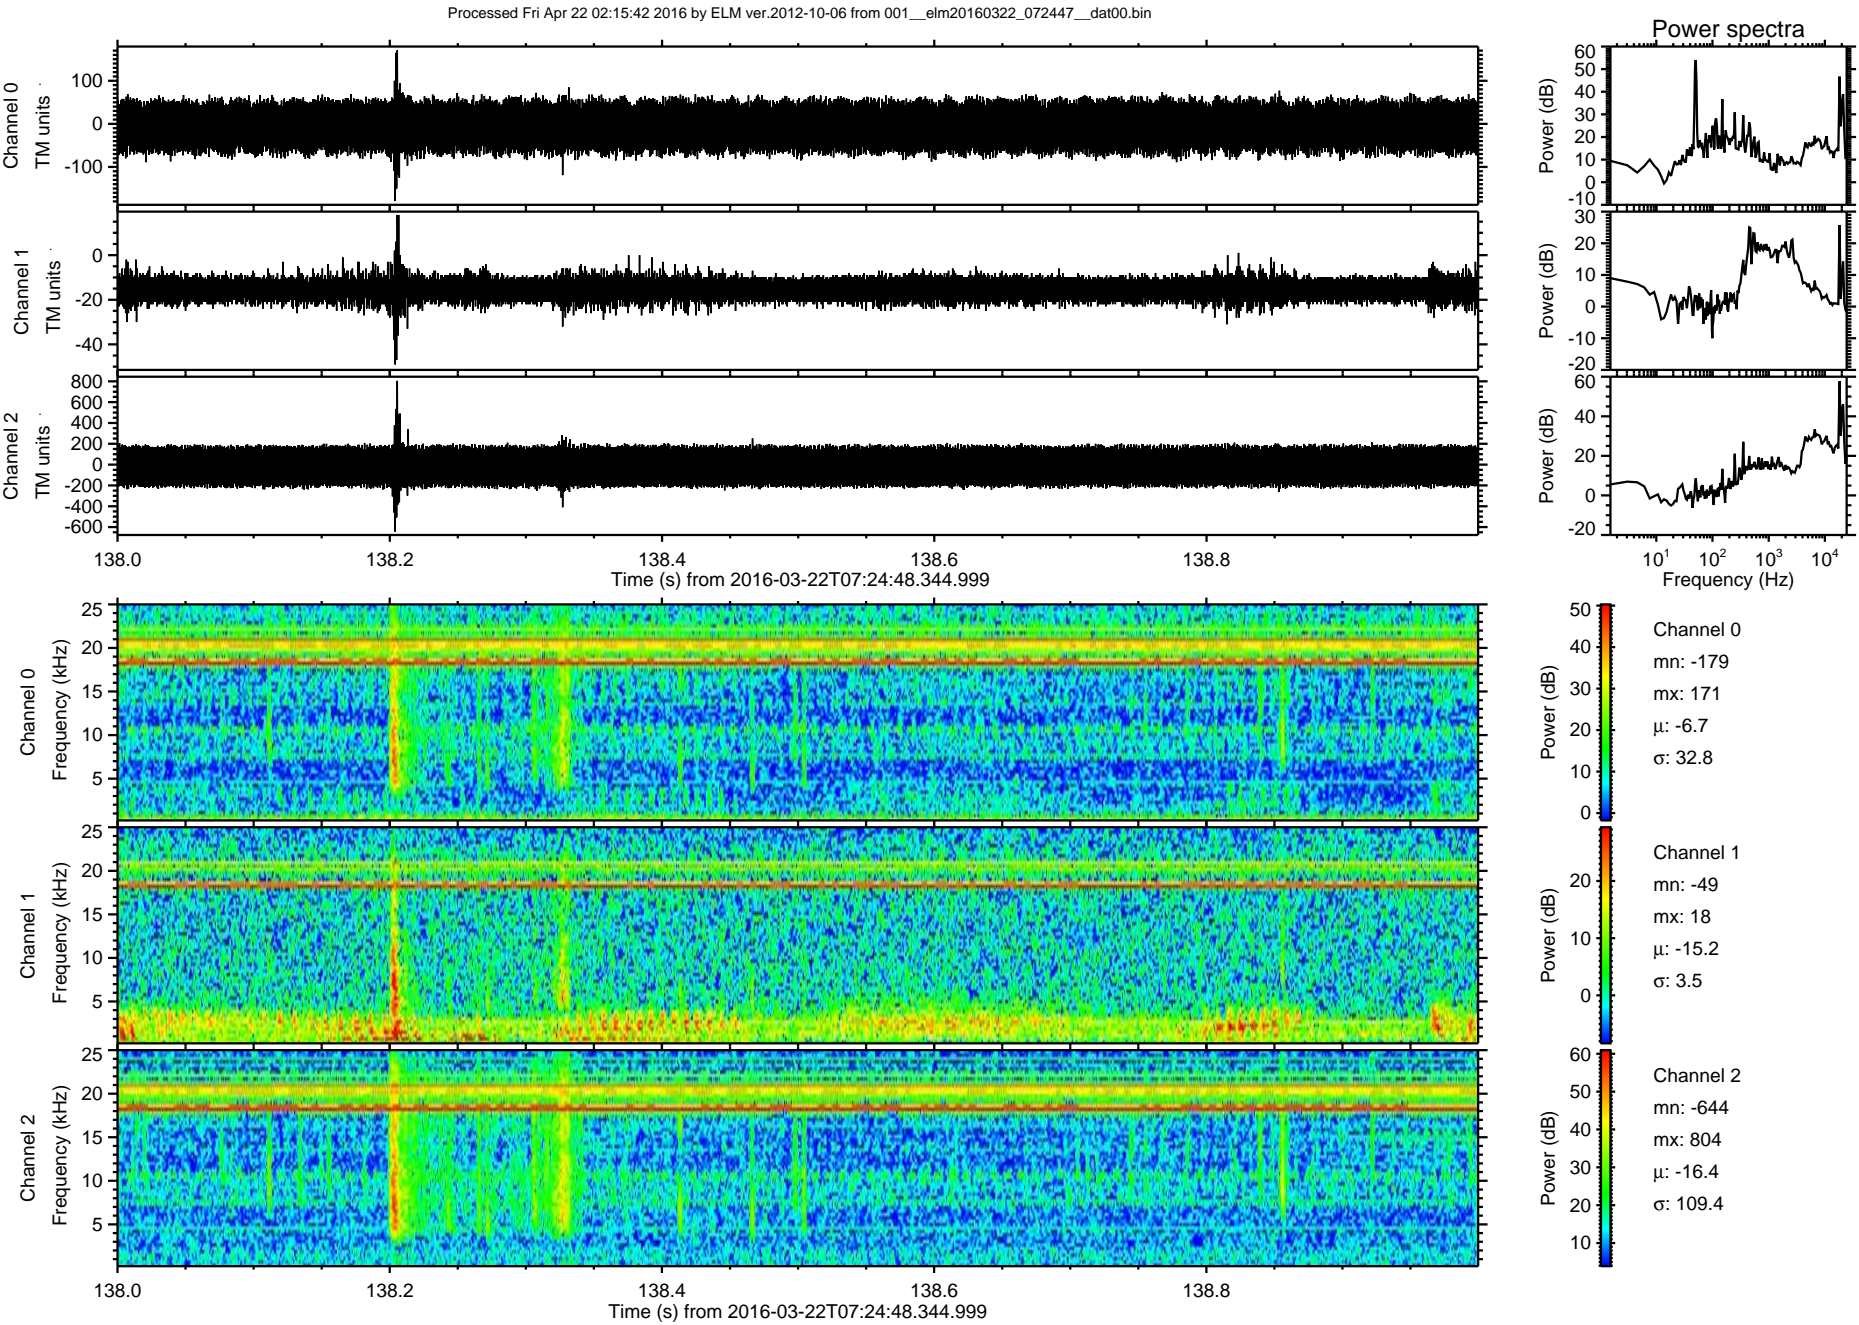 Processed Fri Apr 22 02:15:42 2016 by ELM ver.2012-10-06 from 001__elm20160322_072447__dat00.bin
Power spectra
Channel 0
TM units
100
0
-100
Power (dB)
60
50
40
30
20
10
0
-10
Channel 1
TM units
0
-20
-40
Power (dB)
30
20
10
0
-10
-20
Channel 2
TM units
800
600
400
200
0
-200
-400
-600
Power (dB)
60
40
20
0
-20
138.0 138.2 138.4 138.6 138.8
Time (s) from 2016-03-22T07:24:48.344.999
10¹ 10² 10³ 10⁴
Frequency (Hz)
Channel 0
Frequency (kHz)
25
20
15
10
5
Power (dB)
50
40
30
20
10
0
Channel 0
mn: -179
mx: 171
μ: -6.7
σ: 32.8
Channel 1
Frequency (kHz)
25
20
15
10
5
Power (dB)
20
10
0
Channel 1
mn: -49
mx: 18
μ: -15.2
σ: 3.5
Channel 2
Frequency (kHz)
25
20
15
10
5
Power (dB)
60
50
40
30
20
10
Channel 2
mn: -644
mx: 804
μ: -16.4
σ: 109.4
138.0 138.2 138.4 138.6 138.8
Time (s) from 2016-03-22T07:24:48.344.999